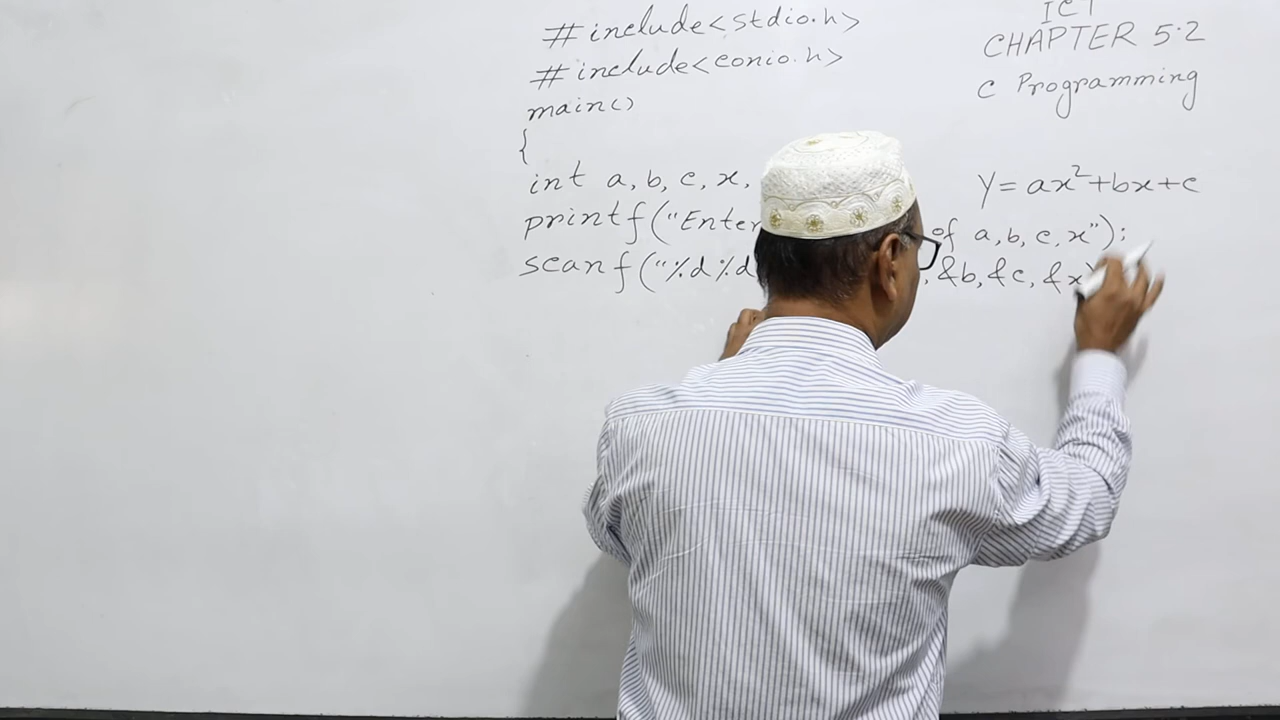 #include<stdio.h>
#include<conio.h>
main()
{
int a, b, c, x,
printf("Enter of a, b, c, x");
scanf("%d %d , &b, &c, &x
ICT
CHAPTER 5.2
C Programming
Y = ax²+bx+c